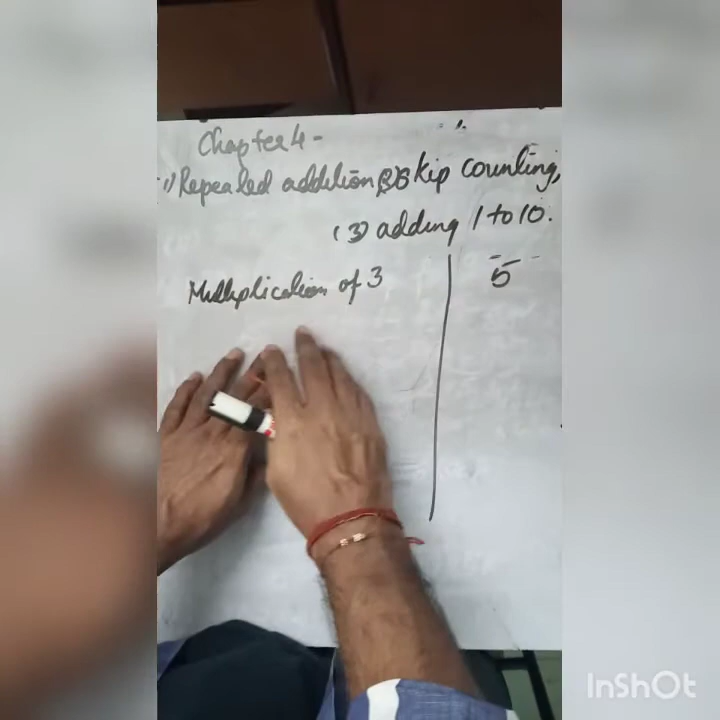 Chapter 4 -
1) Repeated addition, (2) Skip counting,
(3) adding 1 to 10.
Multiplication of 3
5
InShOt